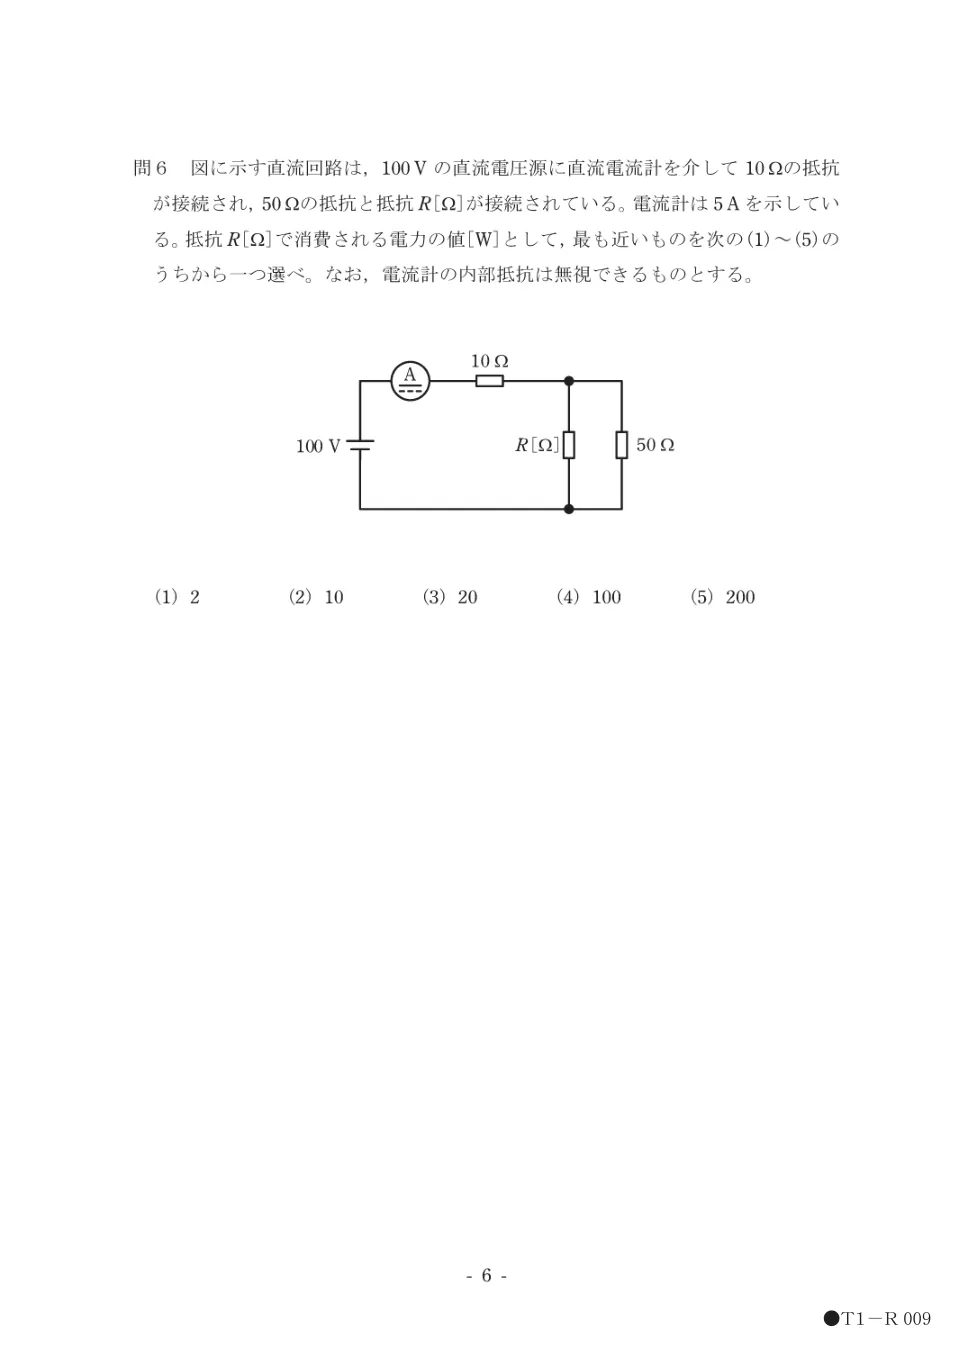 問6 図に示す直流回路は，100 V の直流電圧源に直流電流計を介して 10 Ωの抵抗
が接続され，50 Ωの抵抗と抵抗 R[Ω]が接続されている。電流計は 5 A を示してい
る。抵抗 R[Ω]で消費される電力の値[W]として，最も近いものを次の(1)～(5)の
うちから一つ選べ。なお，電流計の内部抵抗は無視できるものとする。
10 Ω
A
100 V
R[Ω]
50 Ω
(1) 2 (2) 10 (3) 20 (4) 100 (5) 200
- 6 -
●T1－R 009